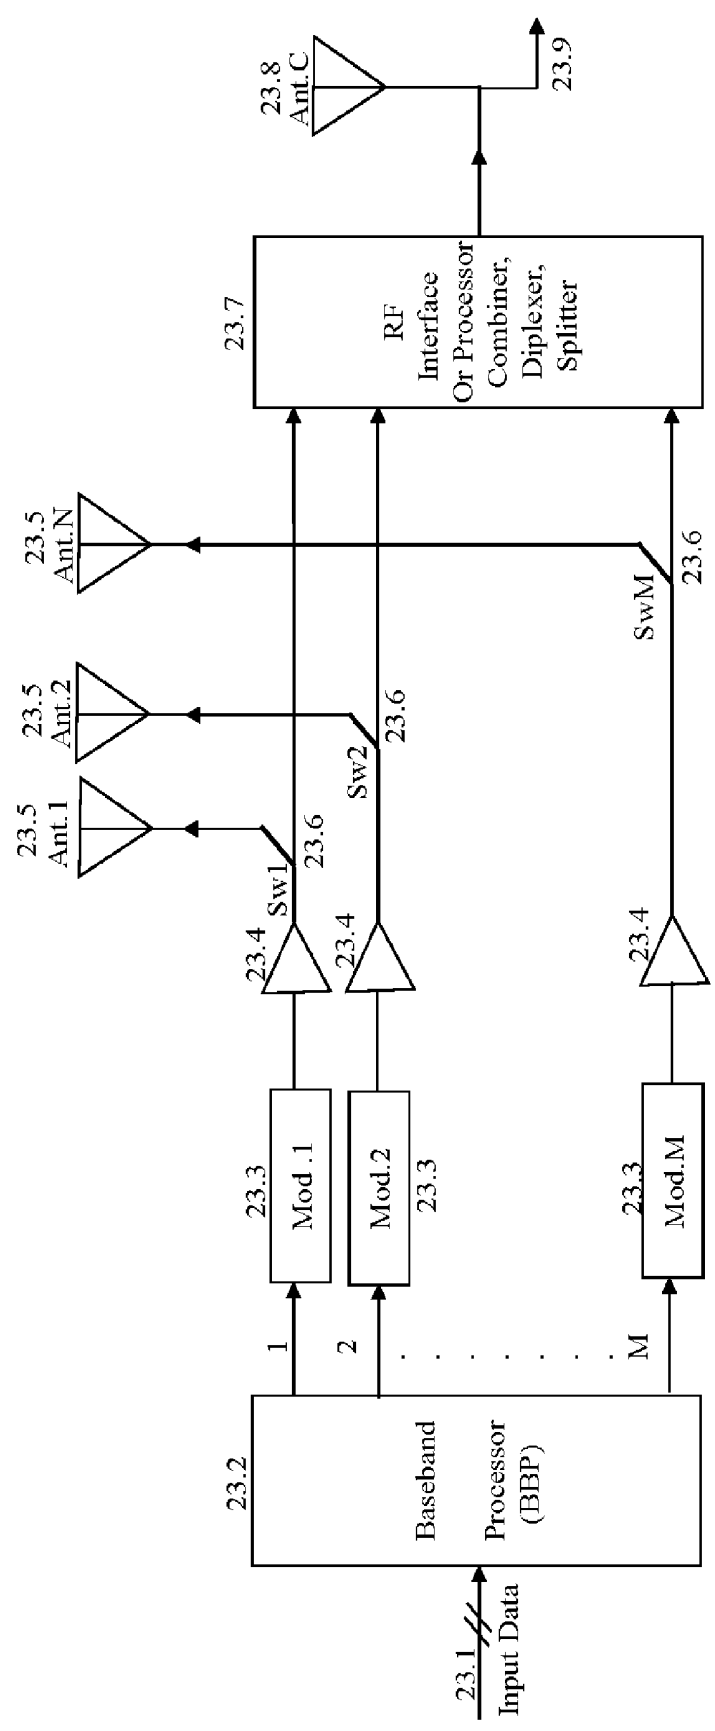 23.1
Input Data
23.2
Baseband
Processor
(BBP)
1
2
. . . . . . . .
M
23.3
Mod .1
Mod.2
23.3
23.3
Mod.M
23.4
23.4
23.4
Sw1
23.6
Sw2
23.6
SwM
23.6
23.5
Ant.1
23.5
Ant.2
23.5
Ant.N
23.7
RF
Interface
Or Processor
Combiner,
Diplexer,
Splitter
23.8
Ant.C
23.9